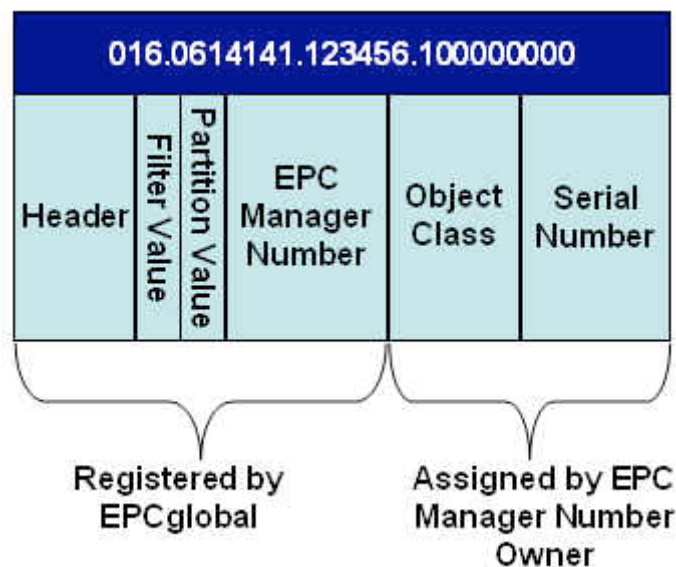 016.0614141.123456.100000000
Header
Filter Value
Partition Value
EPC
Manager
Number
Object
Class
Serial
Number
Registered by
EPCglobal
Assigned by EPC
Manager Number
Owner